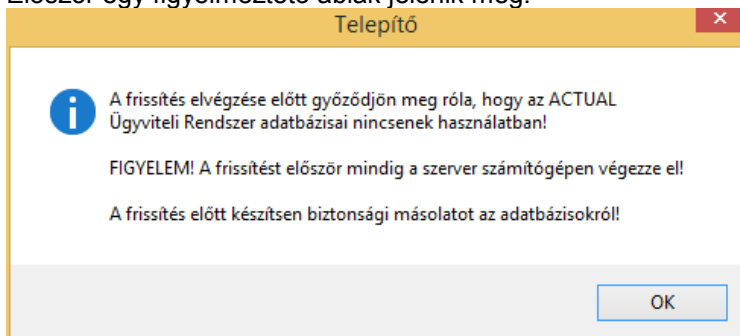 Először egy figyelmeztető ablak jelenik meg:
Telepítő
A frissítés elvégzése előtt győződjön meg róla, hogy az ACTUAL
Ügyviteli Rendszer adatbázisai nincsenek használatban!
FIGYELEM! A frissítést először mindig a szerver számítógépen végezze el!
A frissítés előtt készítsen biztonsági másolatot az adatbázisokról!
OK